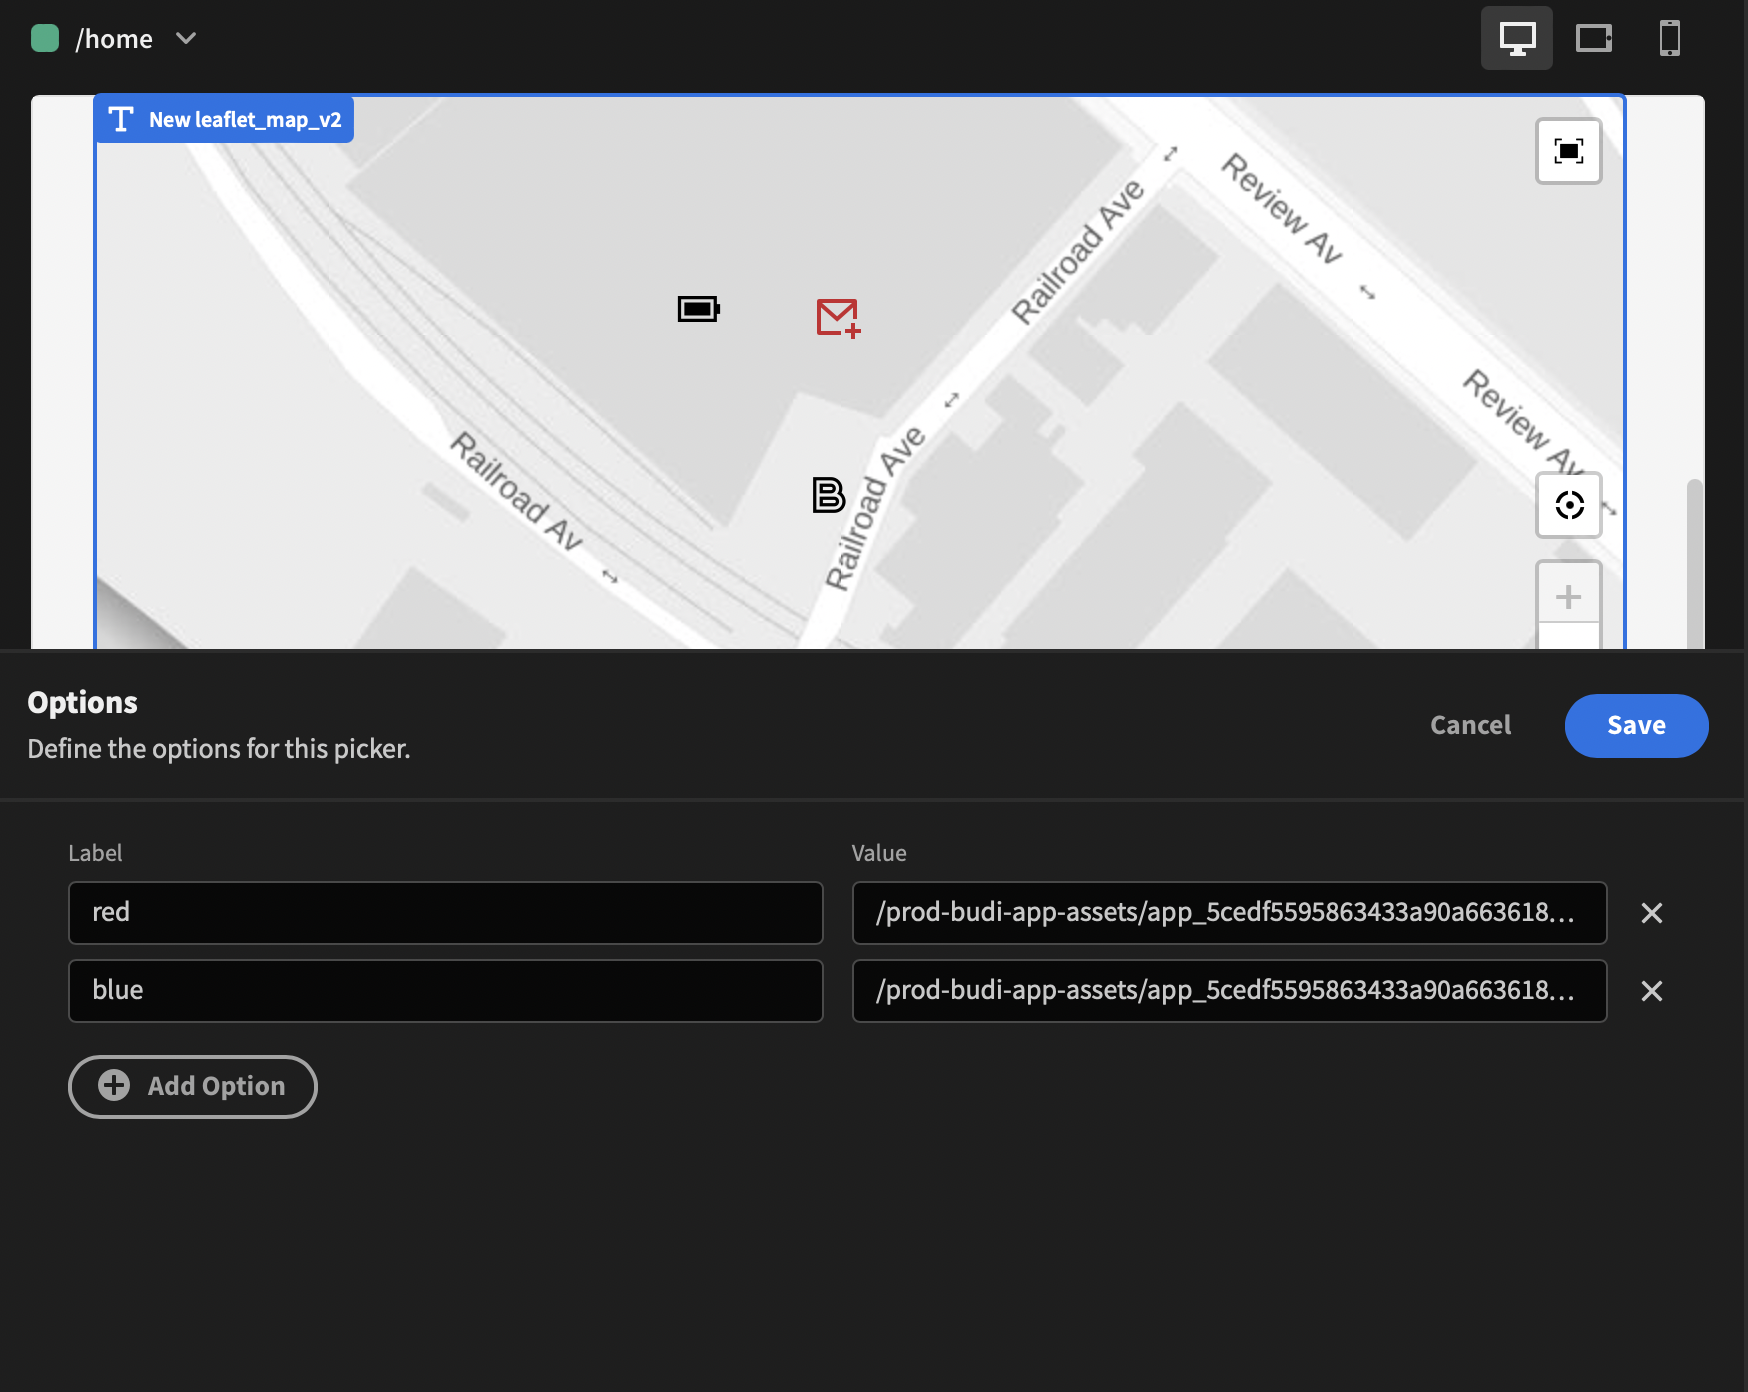 /home
New leaflet_map_v2
Review Av
Railroad Ave
Review Av
Railroad Ave
Railroad Av
B
Options
Define the options for this picker.
Cancel
Save
Label
Value
red
/prod-budi-app-assets/app_5cedf5595863433a90a663618...
blue
/prod-budi-app-assets/app_5cedf5595863433a90a663618...
Add Option